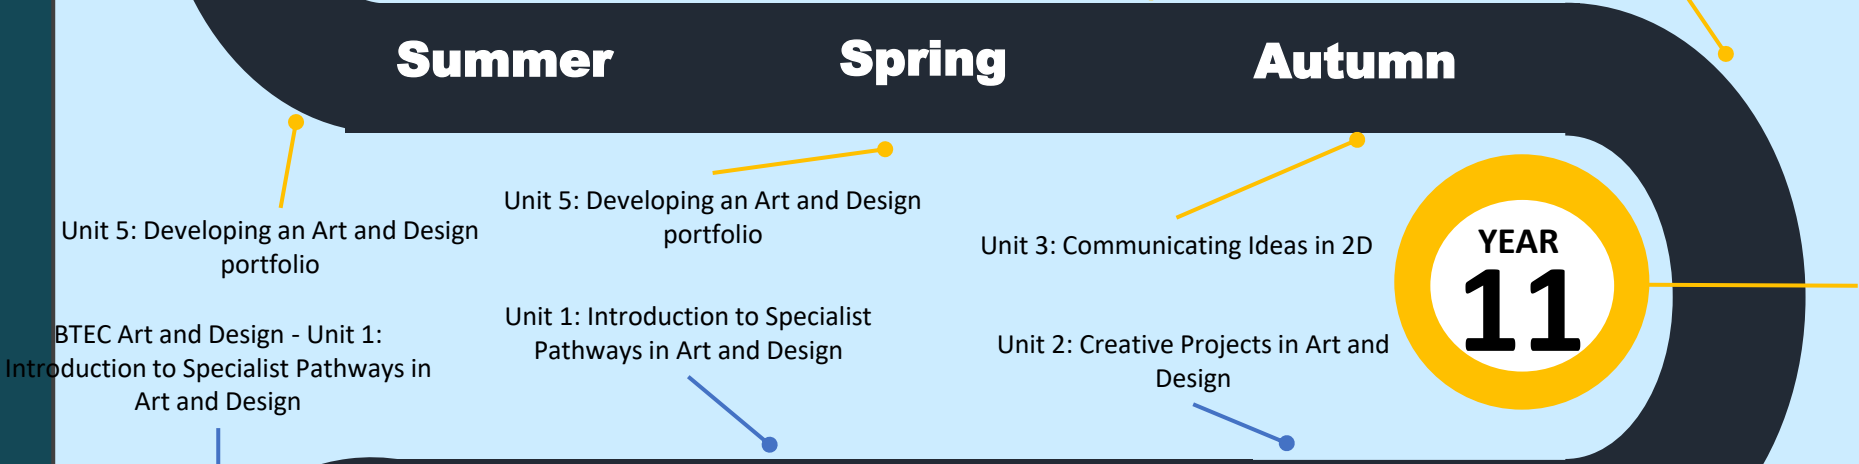 Summer
Spring
Autumn
Unit 5: Developing an Art and Design
portfolio
Unit 5: Developing an Art and Design
portfolio
Unit 3: Communicating Ideas in 2D
YEAR
11
BTEC Art and Design - Unit 1:
Introduction to Specialist Pathways in
Art and Design
Unit 1: Introduction to Specialist
Pathways in Art and Design
Unit 2: Creative Projects in Art and
Design